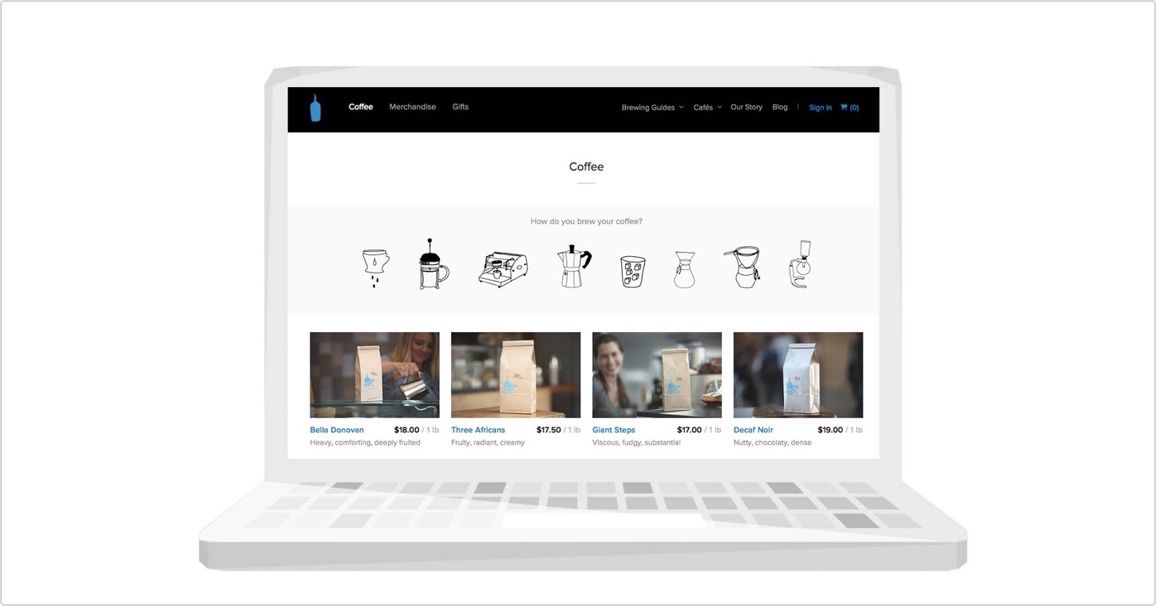 Coffee Merchandise Gifts Brewing Guides Cafés Our Story Blog | Sign In (0)
Coffee
How do you brew your coffee?
Bella Donovan $18.00 / 1 lb
Heavy, comforting, deeply fruited
Three Africans $17.50 / 1 lb
Fruity, radiant, creamy
Giant Steps $17.00 / 1 lb
Viscous, fudgy, substantial
Decaf Noir $19.00 / 1 lb
Nutty, chocolaty, dense